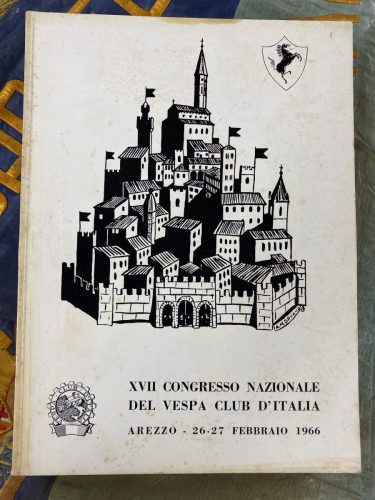 XVII CONGRESSO NAZIONALE
DEL VESPA CLUB D'ITALIA
AREZZO - 26-27 FEBBRAIO 1966